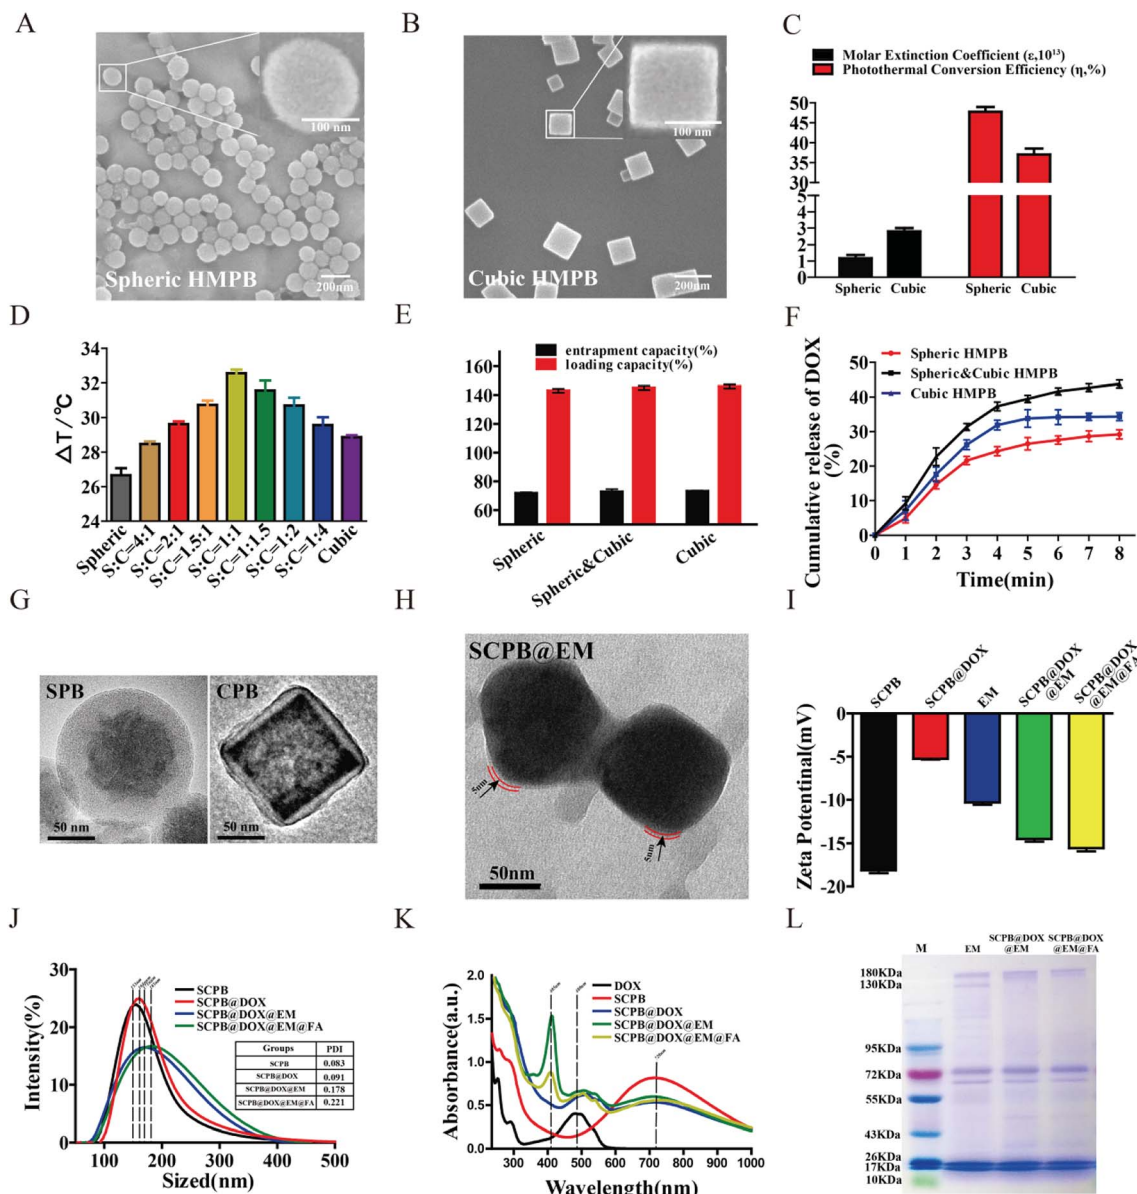 A
Spheric HMPB
100 nm
200nm
B
Cubic HMPB
100 nm
200nm
C
Molar Extinction Coefficient (ε,10¹³)
Photothermal Conversion Efficiency (η,%)
50
45
40
35
30
5
4
3
2
1
0
Spheric Cubic Spheric Cubic
D
ΔT/℃
34
32
30
28
26
24
Spheric
S:C=4:1
S:C=2:1
S:C=1.5:1
S:C=1:1
S:C=1:1.5
S:C=1:2
S:C=1:4
Cubic
E
entrapment capacity(%)
loading capacity(%)
160
140
120
100
80
60
Spheric
Spheric&Cubic
Cubic
F
Spheric HMPB
Spheric&Cubic HMPB
Cubic HMPB
Cumulative release of DOX
(%)
50
40
30
20
10
0
0 1 2 3 4 5 6 7 8
Time(min)
G
SPB
50 nm
CPB
50 nm
H
SCPB@EM
5nm
5nm
50nm
I
SCPB
SCPB@DOX
EM
SCPB@DOX
@EM
SCPB@DOX
@EM@FA
Zeta Potentinal(mV)
0
-5
-10
-15
-20
J
SCPB
SCPB@DOX
SCPB@DOX@EM
SCPB@DOX@EM@FA
Groups PDI
SCPB 0.083
SCPB@DOX 0.091
SCPB@DOX@EM 0.178
SCPB@DOX@EM@FA 0.221
Intensity(%)
30
20
10
0
100 200 300 400 500
Sized(nm)
K
DOX
SCPB
SCPB@DOX
SCPB@DOX@EM
SCPB@DOX@EM@FA
Absorbance(a.u.)
2.0
1.5
1.0
0.5
0.0
300 400 500 600 700 800 900 1000
Wavelength(nm)
L
M EM SCPB@DOX
@EM SCPB@DOX
@EM@FA
180KDa
130KDa
95KDa
72KDa
55KDa
43KDa
26KDa
17KDa
10KDa